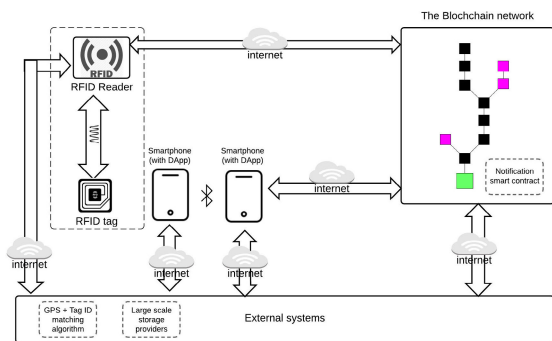 The Blochchain network
internet
RFID
RFID Reader
Smartphone
(with DApp)
Smartphone
(with DApp)
internet
Notification
smart contract
RFID tag
internet
internet
internet
internet
GPS + Tag ID
matching
algorithm
Large scale
storage
providers
External systems